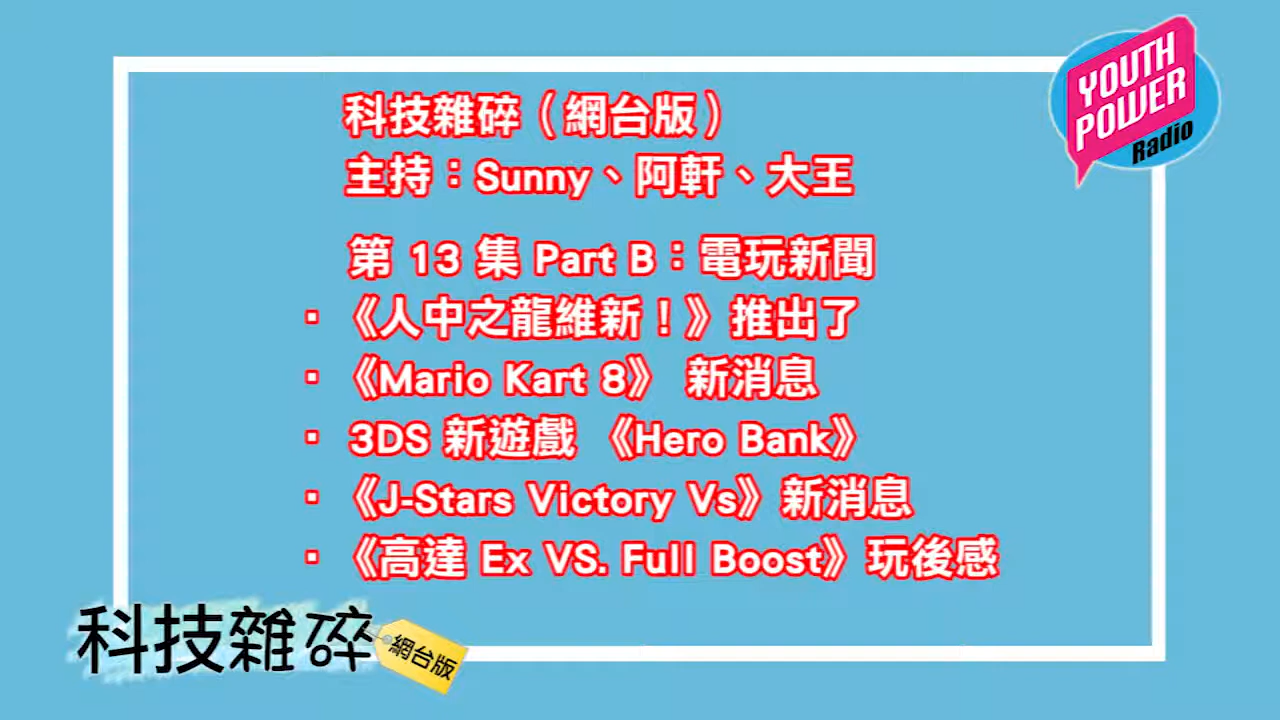 YOUTH
POWER
Radio
科技雜碎（網台版）
主持：Sunny、阿軒、大王
第 13 集 Part B：電玩新聞
·《人中之龍維新！》推出了
·《Mario Kart 8》 新消息
· 3DS 新遊戲 《Hero Bank》
·《J-Stars Victory Vs》新消息
·《高達 Ex VS. Full Boost》玩後感
科技雜碎
網台版